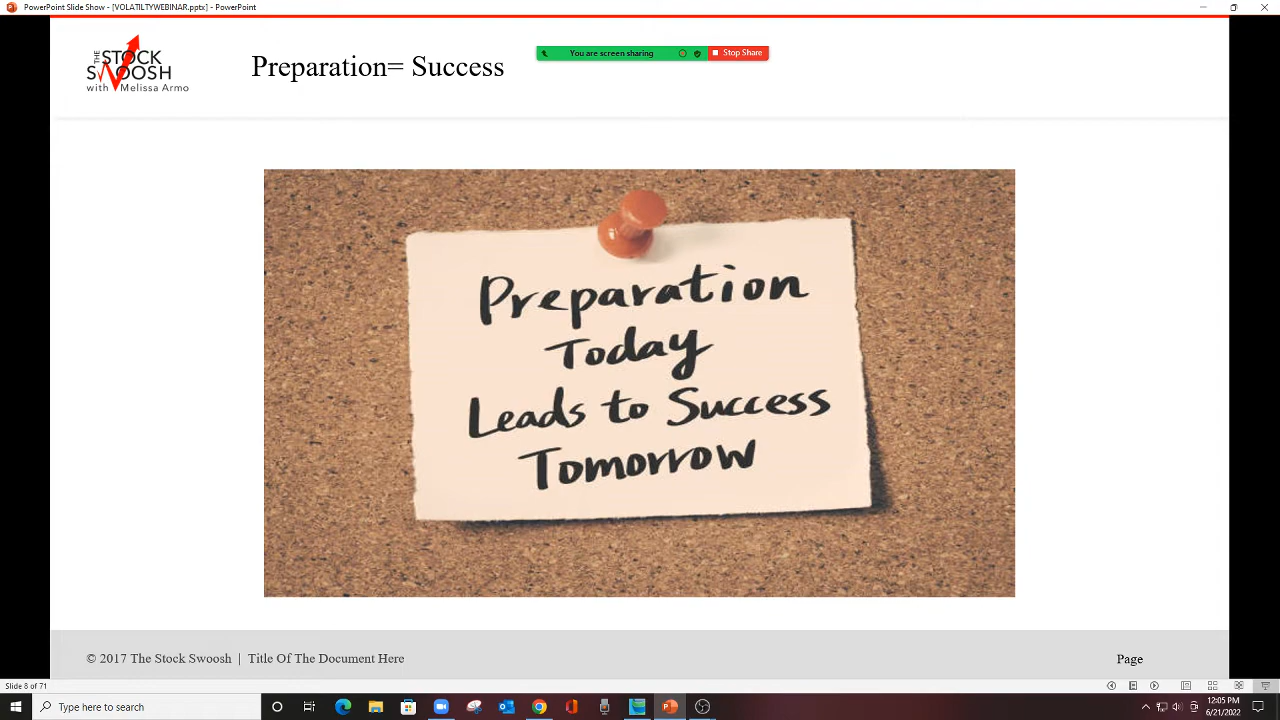 PowerPoint Slide Show - [VOLATILTYWEBINAR.pptx] - PowerPoint
THE
STOCK
SWOOSH
with Melissa Armo
Preparation= Success
You are screen sharing
Stop Share
Preparation
Today
Leads to Success
Tomorrow
© 2017 The Stock Swoosh | Title Of The Document Here
Page
Slide 8 of 71
Type here to search
12:05 PM
6/21/2022